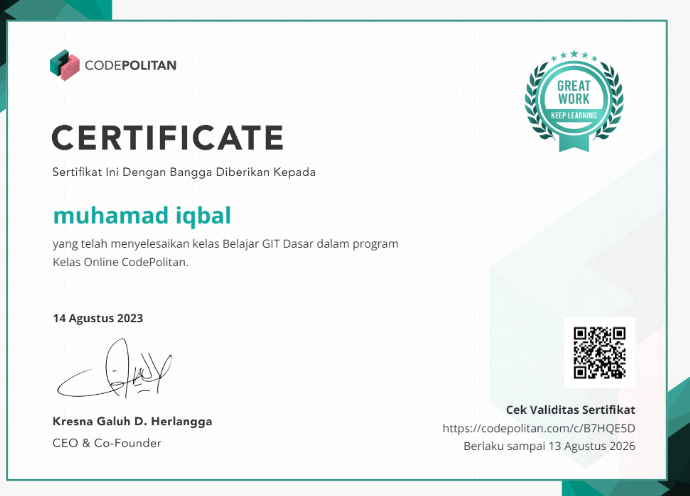 CODEPOLITAN
GREAT
WORK
KEEP LEARNING
CERTIFICATE
Sertifikat Ini Dengan Bangga Diberikan Kepada
muhamad iqbal
yang telah menyelesaikan kelas Belajar GIT Dasar dalam program
Kelas Online CodePolitan.
14 Agustus 2023
Kresna Galuh D. Herlangga
CEO & Co-Founder
Cek Validitas Sertifikat
https://codepolitan.com/c/B7HQE5D
Berlaku sampai 13 Agustus 2026